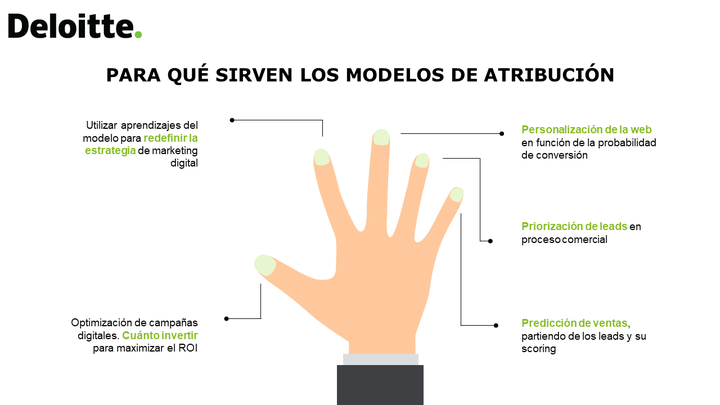 Deloitte.
PARA QUÉ SIRVEN LOS MODELOS DE ATRIBUCIÓN
Utilizar aprendizajes del
modelo para redefinir la
estrategia de marketing
digital
Personalización de la web
en función de la probabilidad
de conversión
Priorización de leads en
proceso comercial
Optimización de campañas
digitales. Cuánto invertir
para maximizar el ROI
Predicción de ventas,
partiendo de los leads y su
scoring